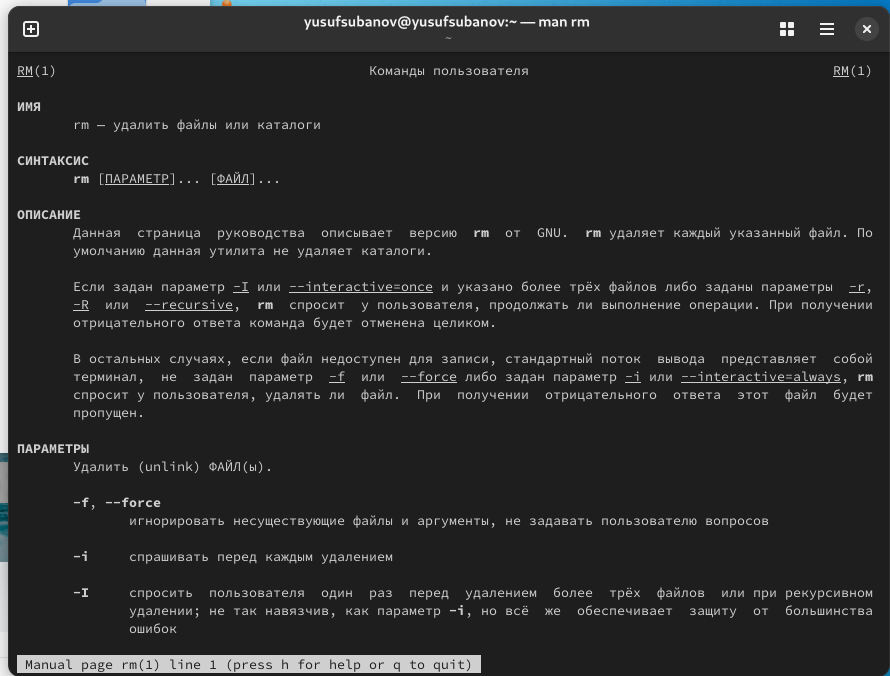 yusufsubanov@yusufsubanov:~ — man rm
~
RM(1) Команды пользователя RM(1)
ИМЯ
rm — удалить файлы или каталоги
СИНТАКСИС
rm [ПАРАМЕТР]... [ФАЙЛ]...
ОПИСАНИЕ
Данная страница руководства описывает версию rm от GNU. rm удаляет каждый указанный файл. По
умолчанию данная утилита не удаляет каталоги.
Если задан параметр -I или --interactive=once и указано более трёх файлов либо заданы параметры -r,
-R или --recursive, rm спросит у пользователя, продолжать ли выполнение операции. При получении
отрицательного ответа команда будет отменена целиком.
В остальных случаях, если файл недоступен для записи, стандартный поток вывода представляет собой
терминал, не задан параметр -f или --force либо задан параметр -i или --interactive=always, rm
спросит у пользователя, удалять ли файл. При получении отрицательного ответа этот файл будет
пропущен.
ПАРАМЕТРЫ
Удалить (unlink) ФАЙЛ(ы).
-f, --force
игнорировать несуществующие файлы и аргументы, не задавать пользователю вопросов
-i спрашивать перед каждым удалением
-I спросить пользователя один раз перед удалением более трёх файлов или при рекурсивном
удалении; не так навязчив, как параметр -i, но всё же обеспечивает защиту от большинства
ошибок
Manual page rm(1) line 1 (press h for help or q to quit)